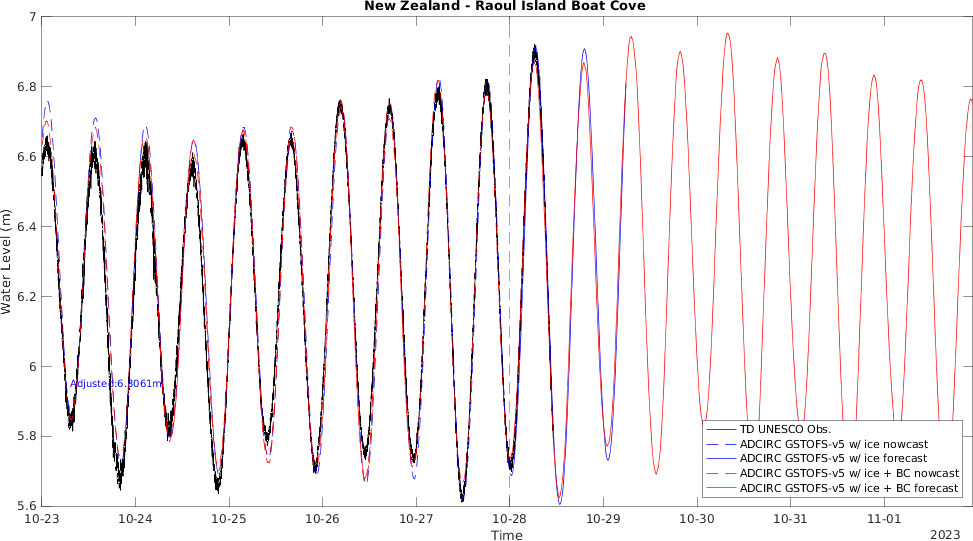 New Zealand - Raoul Island Boat Cove
7
6.8
6.6
6.4
6.2
6
5.8
5.6
Water Level (m)
Adjusted:6.3061m
TD UNESCO Obs.
ADCIRC GSTOFS-v5 w/ ice nowcast
ADCIRC GSTOFS-v5 w/ ice forecast
ADCIRC GSTOFS-v5 w/ ice + BC nowcast
ADCIRC GSTOFS-v5 w/ ice + BC forecast
10-23 10-24 10-25 10-26 10-27 10-28 10-29 10-30 10-31 11-01
Time
2023